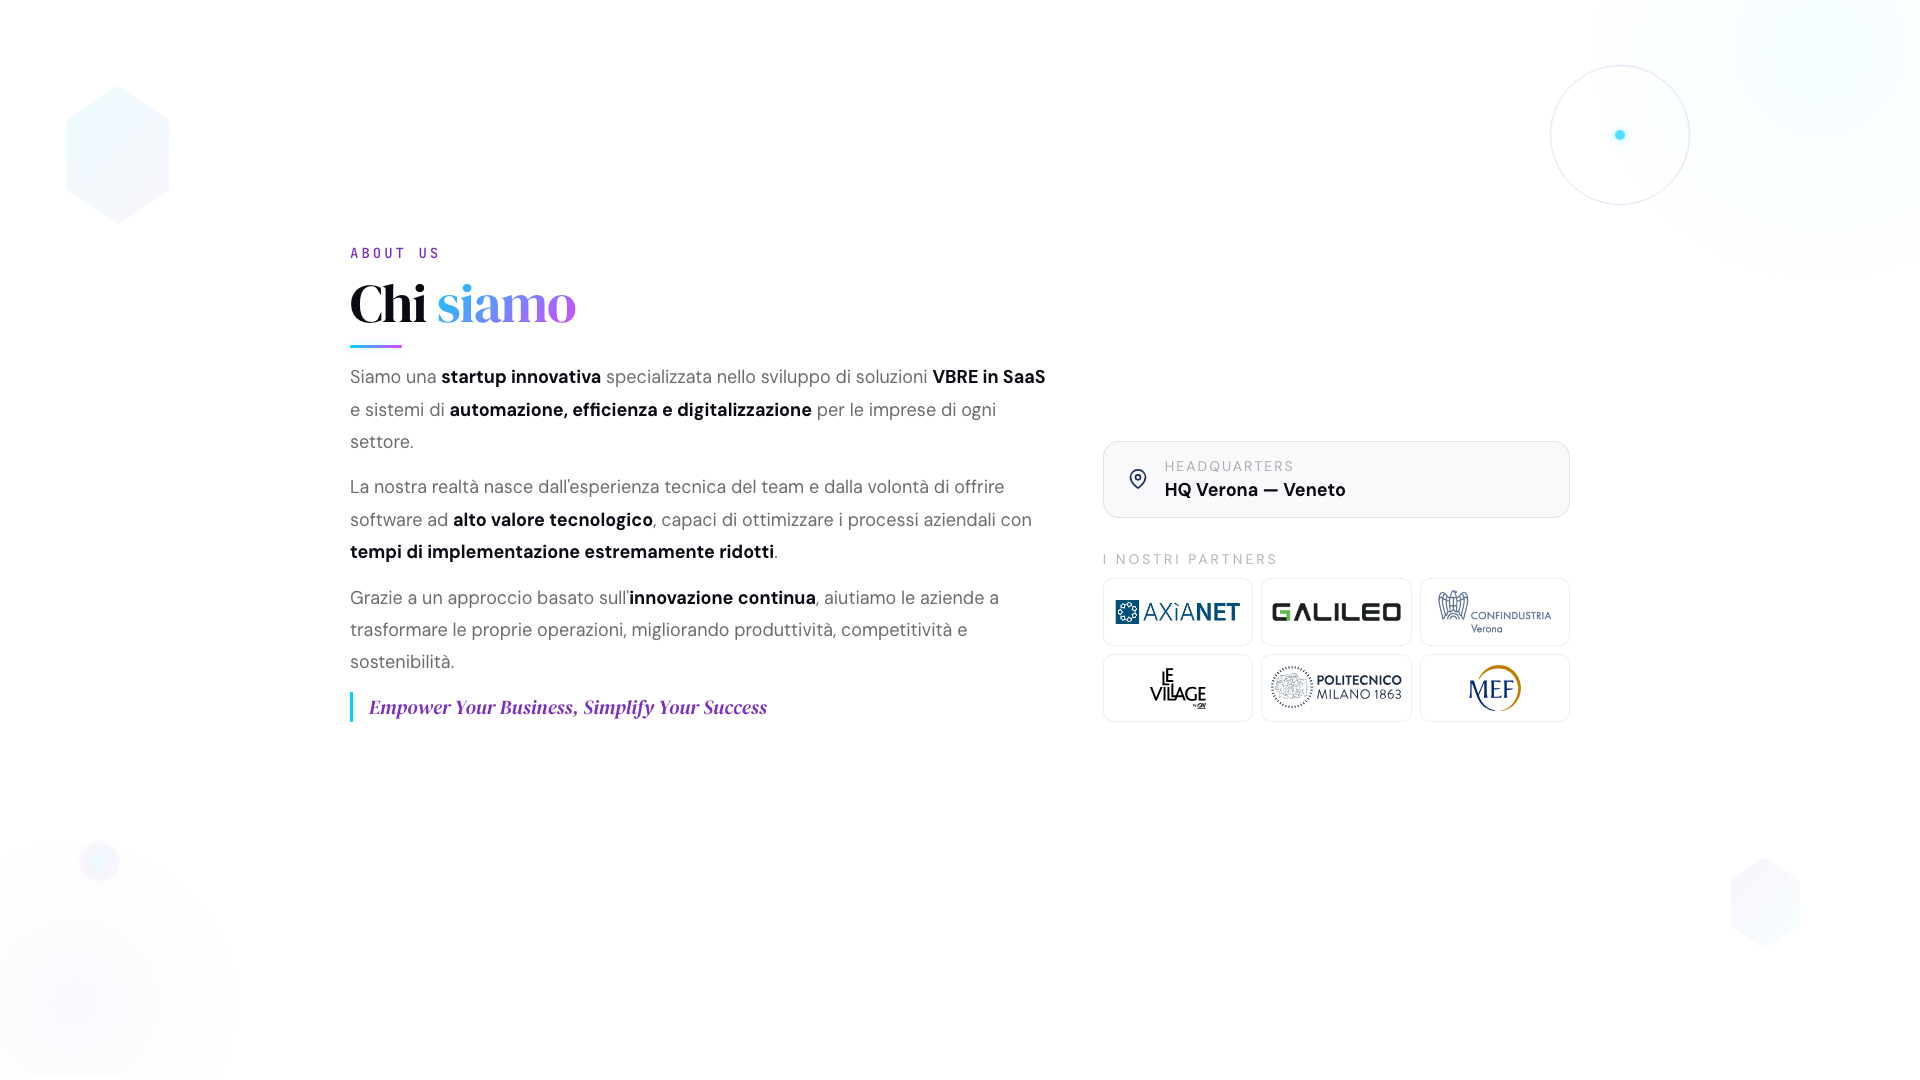 ABOUT US
Chi siamo
Siamo una startup innovativa specializzata nello sviluppo di soluzioni VBRE in SaaS
e sistemi di automazione, efficienza e digitalizzazione per le imprese di ogni
settore.
La nostra realtà nasce dall'esperienza tecnica del team e dalla volontà di offrire
software ad alto valore tecnologico, capaci di ottimizzare i processi aziendali con
tempi di implementazione estremamente ridotti.
Grazie a un approccio basato sull'innovazione continua, aiutiamo le aziende a
trasformare le proprie operazioni, migliorando produttività, competitività e
sostenibilità.
Empower Your Business, Simplify Your Success
HEADQUARTERS
HQ Verona — Veneto
I NOSTRI PARTNERS
AXìANET
GALILEO
CONFINDUSTRIA
Verona
LE
VILLAGE
by CA
POLITECNICO
MILANO 1863
MEF